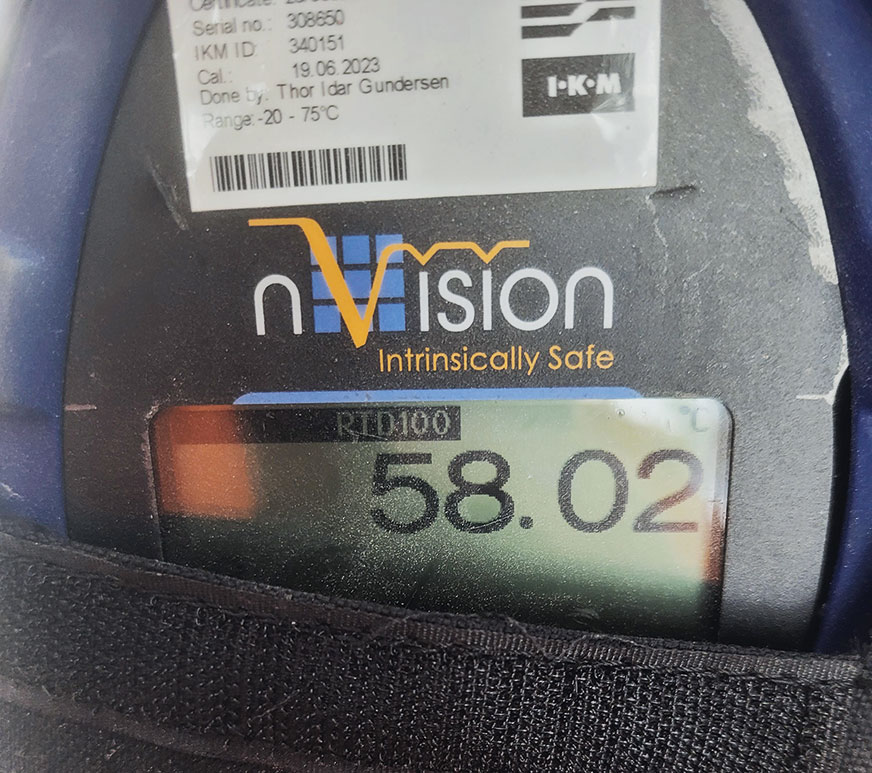 Certificate:
Serial no.: 308650
IKM ID: 340151
Cal.: 19.06.2023
Done by: Thor Idar Gundersen
Range: -20 - 75°C
I·K·M
nVision
Intrinsically Safe
RTD100 °C
58.02